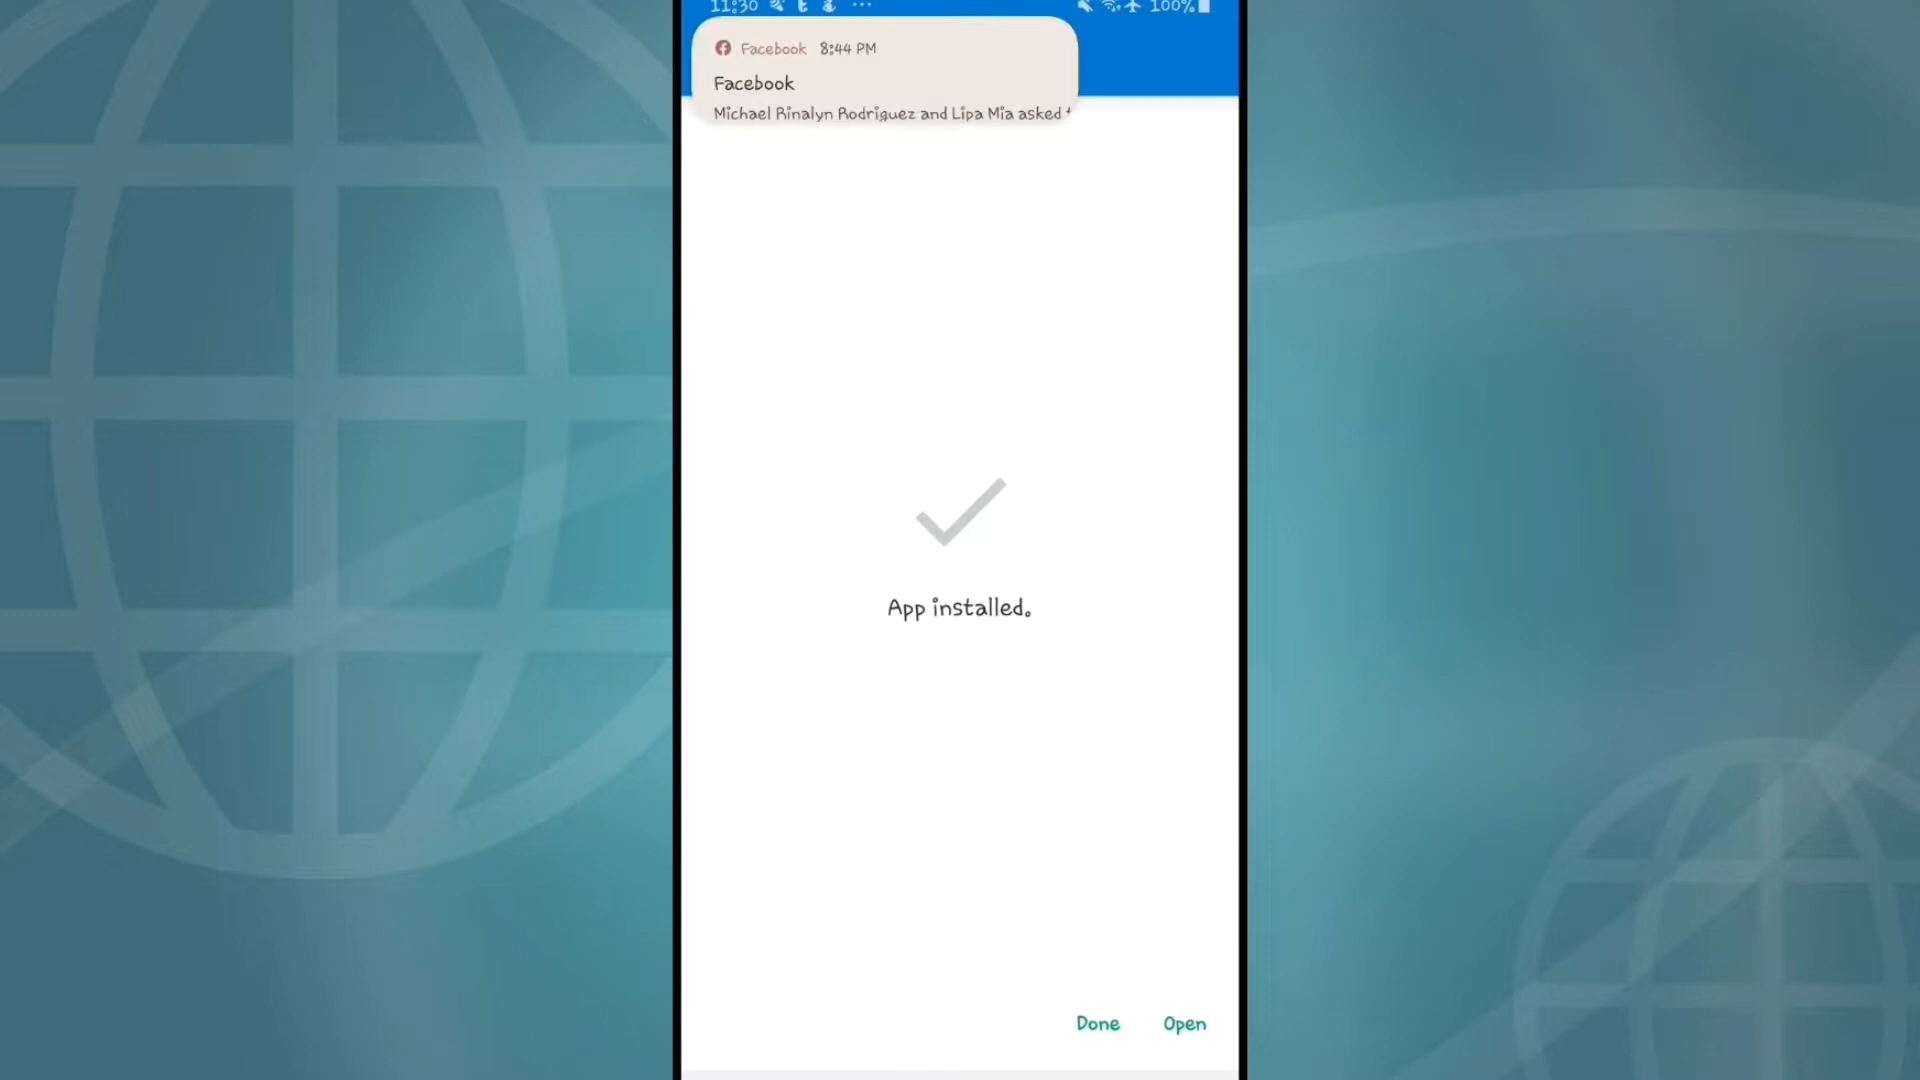 11:30 100%
Facebook 8:44 PM
Facebook
Michael Rinalyn Rodriguez and Lipa Mia asked
App installed.
Done Open